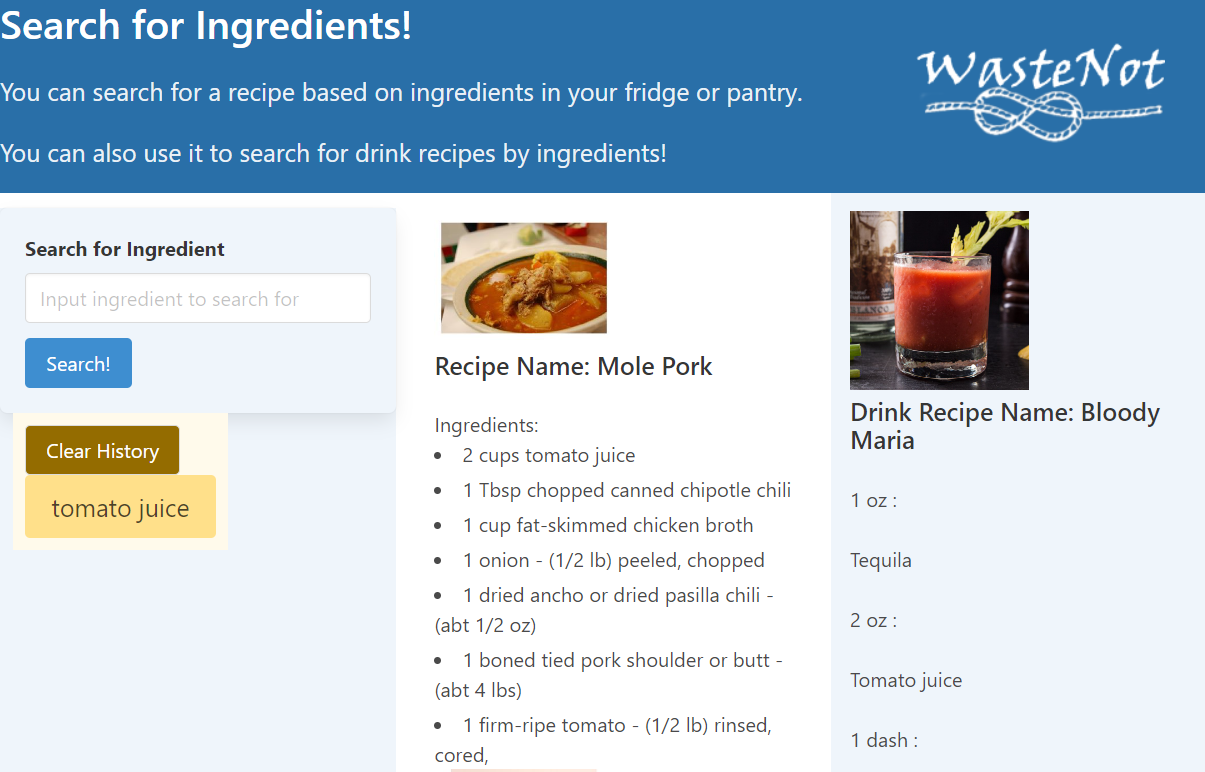 Search for Ingredients!
WasteNot
You can search for a recipe based on ingredients in your fridge or pantry.
You can also use it to search for drink recipes by ingredients!
Search for Ingredient
Input ingredient to search for
Search!
Clear History
tomato juice
Recipe Name: Mole Pork
Ingredients:
• 2 cups tomato juice
• 1 Tbsp chopped canned chipotle chili
• 1 cup fat-skimmed chicken broth
• 1 onion - (1/2 lb) peeled, chopped
• 1 dried ancho or dried pasilla chili -
(abt 1/2 oz)
• 1 boned tied pork shoulder or butt -
(abt 4 lbs)
• 1 firm-ripe tomato - (1/2 lb) rinsed,
cored,
Drink Recipe Name: Bloody
Maria
1 oz :
Tequila
2 oz :
Tomato juice
1 dash :